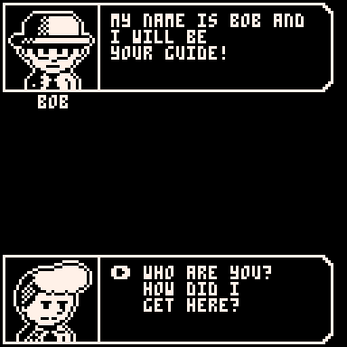 MY NAME IS BOB AND
I WILL BE
YOUR GUIDE!
BOB
WHO ARE YOU?
HOW DID I
GET HERE?